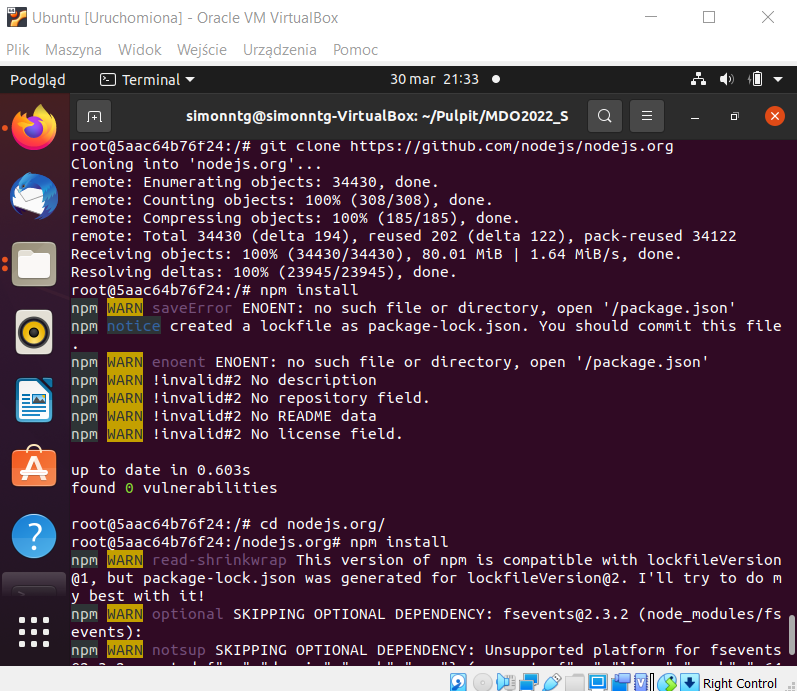 Ubuntu [Uruchomiona] - Oracle VM VirtualBox
Plik Maszyna Widok Wejście Urządzenia Pomoc
Podgląd Terminal 30 mar 21:33
simonntg@simonntg-VirtualBox: ~/Pulpit/MDO2022_S
root@5aac64b76f24:/# git clone https://github.com/nodejs/nodejs.org
Cloning into 'nodejs.org'...
remote: Enumerating objects: 34430, done.
remote: Counting objects: 100% (308/308), done.
remote: Compressing objects: 100% (185/185), done.
remote: Total 34430 (delta 194), reused 202 (delta 122), pack-reused 34122
Receiving objects: 100% (34430/34430), 80.01 MiB | 1.64 MiB/s, done.
Resolving deltas: 100% (23945/23945), done.
root@5aac64b76f24:/# npm install
npm WARN saveError ENOENT: no such file or directory, open '/package.json'
npm notice created a lockfile as package-lock.json. You should commit this file
.
npm WARN enoent ENOENT: no such file or directory, open '/package.json'
npm WARN !invalid#2 No description
npm WARN !invalid#2 No repository field.
npm WARN !invalid#2 No README data
npm WARN !invalid#2 No license field.
up to date in 0.603s
found 0 vulnerabilities
root@5aac64b76f24:/# cd nodejs.org/
root@5aac64b76f24:/nodejs.org# npm install
npm WARN read-shrinkwrap This version of npm is compatible with lockfileVersion
@1, but package-lock.json was generated for lockfileVersion@2. I'll try to do m
y best with it!
npm WARN optional SKIPPING OPTIONAL DEPENDENCY: fsevents@2.3.2 (node_modules/fs
events):
npm WARN notsup SKIPPING OPTIONAL DEPENDENCY: Unsupported platform for fsevents
Right Control